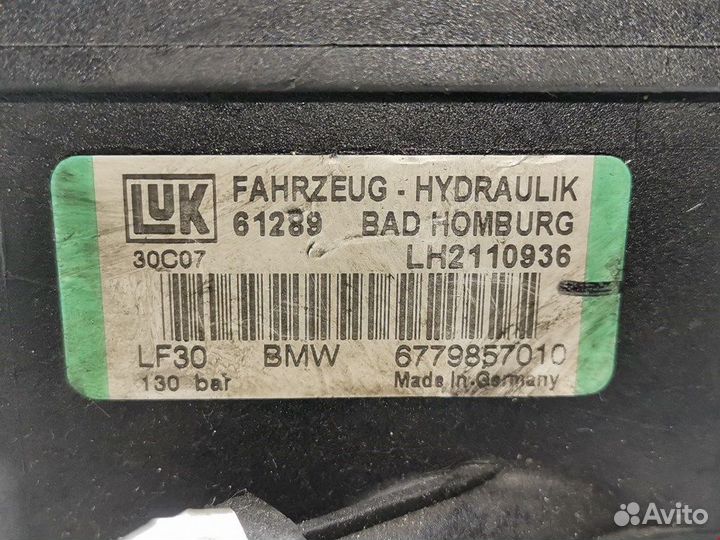 LUK FAHRZEUG - HYDRAULIK
61289 BAD HOMBURG
30C07 LH2110936
LF30 BMW 6779857010
130 bar Made In Germany
Avito